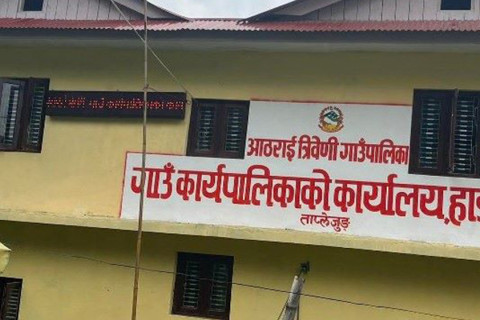 आठराई त्रिवेणी गाउँपालिका
गाउँ कार्यपालिकाको कार्यालय,
ताप्लेजुङ